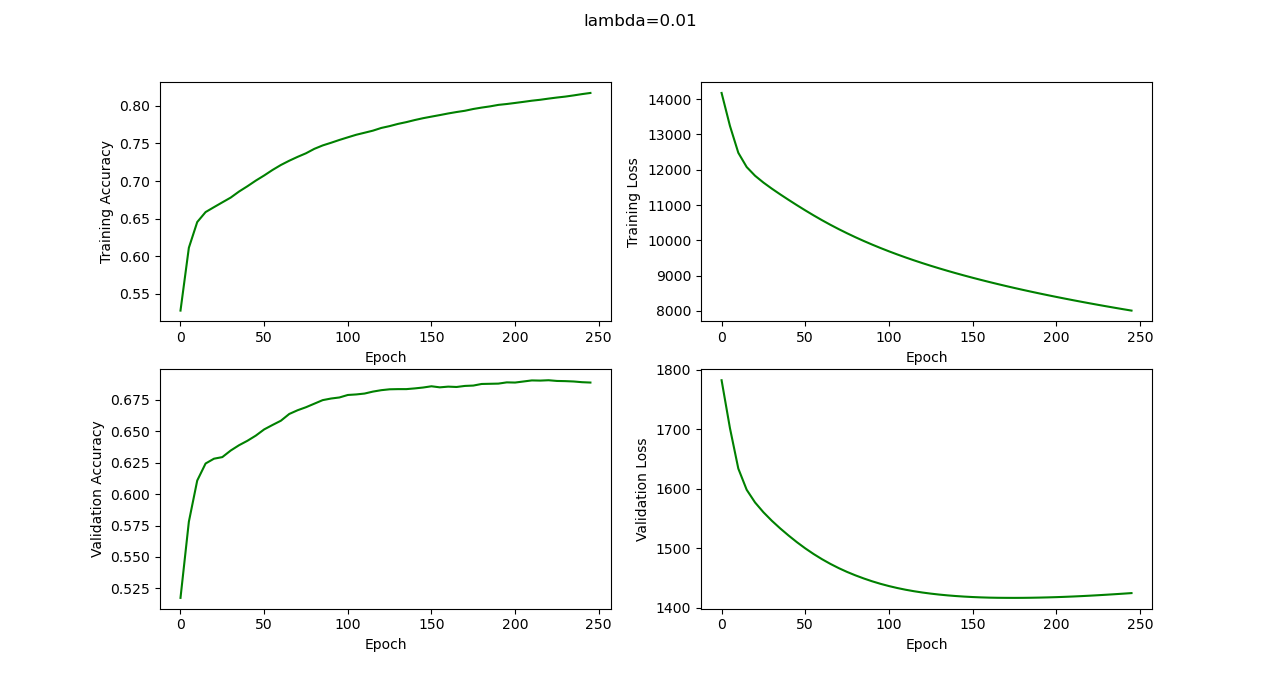 lambda=0.01
Training Accuracy
0.80
0.75
0.70
0.65
0.60
0.55
0 50 100 150 200 250
Epoch
Training Loss
14000
13000
12000
11000
10000
9000
8000
0 50 100 150 200 250
Epoch
Validation Accuracy
0.675
0.650
0.625
0.600
0.575
0.550
0.525
0 50 100 150 200 250
Epoch
Validation Loss
1800
1700
1600
1500
1400
0 50 100 150 200 250
Epoch